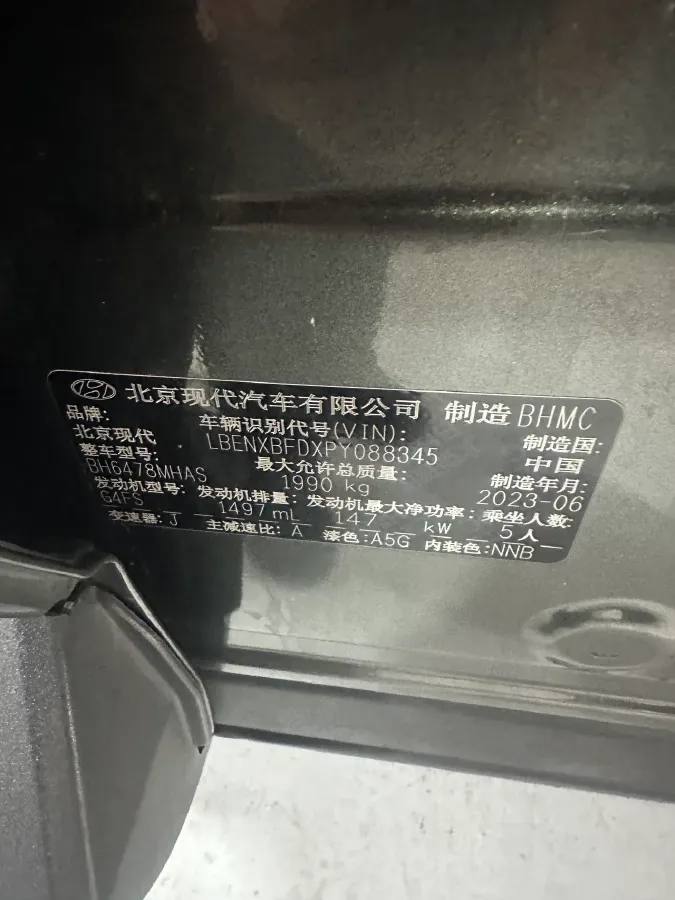 北京现代汽车有限公司 制造 BHMC
品牌: 车辆识别代号(VIN): 制造国:
北京现代 LBENXBFDXPY088345 中国
整车型号: 最大允许总质量: 制造年月:
BH6478MHAS 1990 kg 2023-06
发动机型号: 发动机排量: 发动机最大净功率: 乘坐人数:
G4FS 1497 mL 147 kW 5 人
变速器: J 主减速比: A 漆色: A5G 内装色: NNB